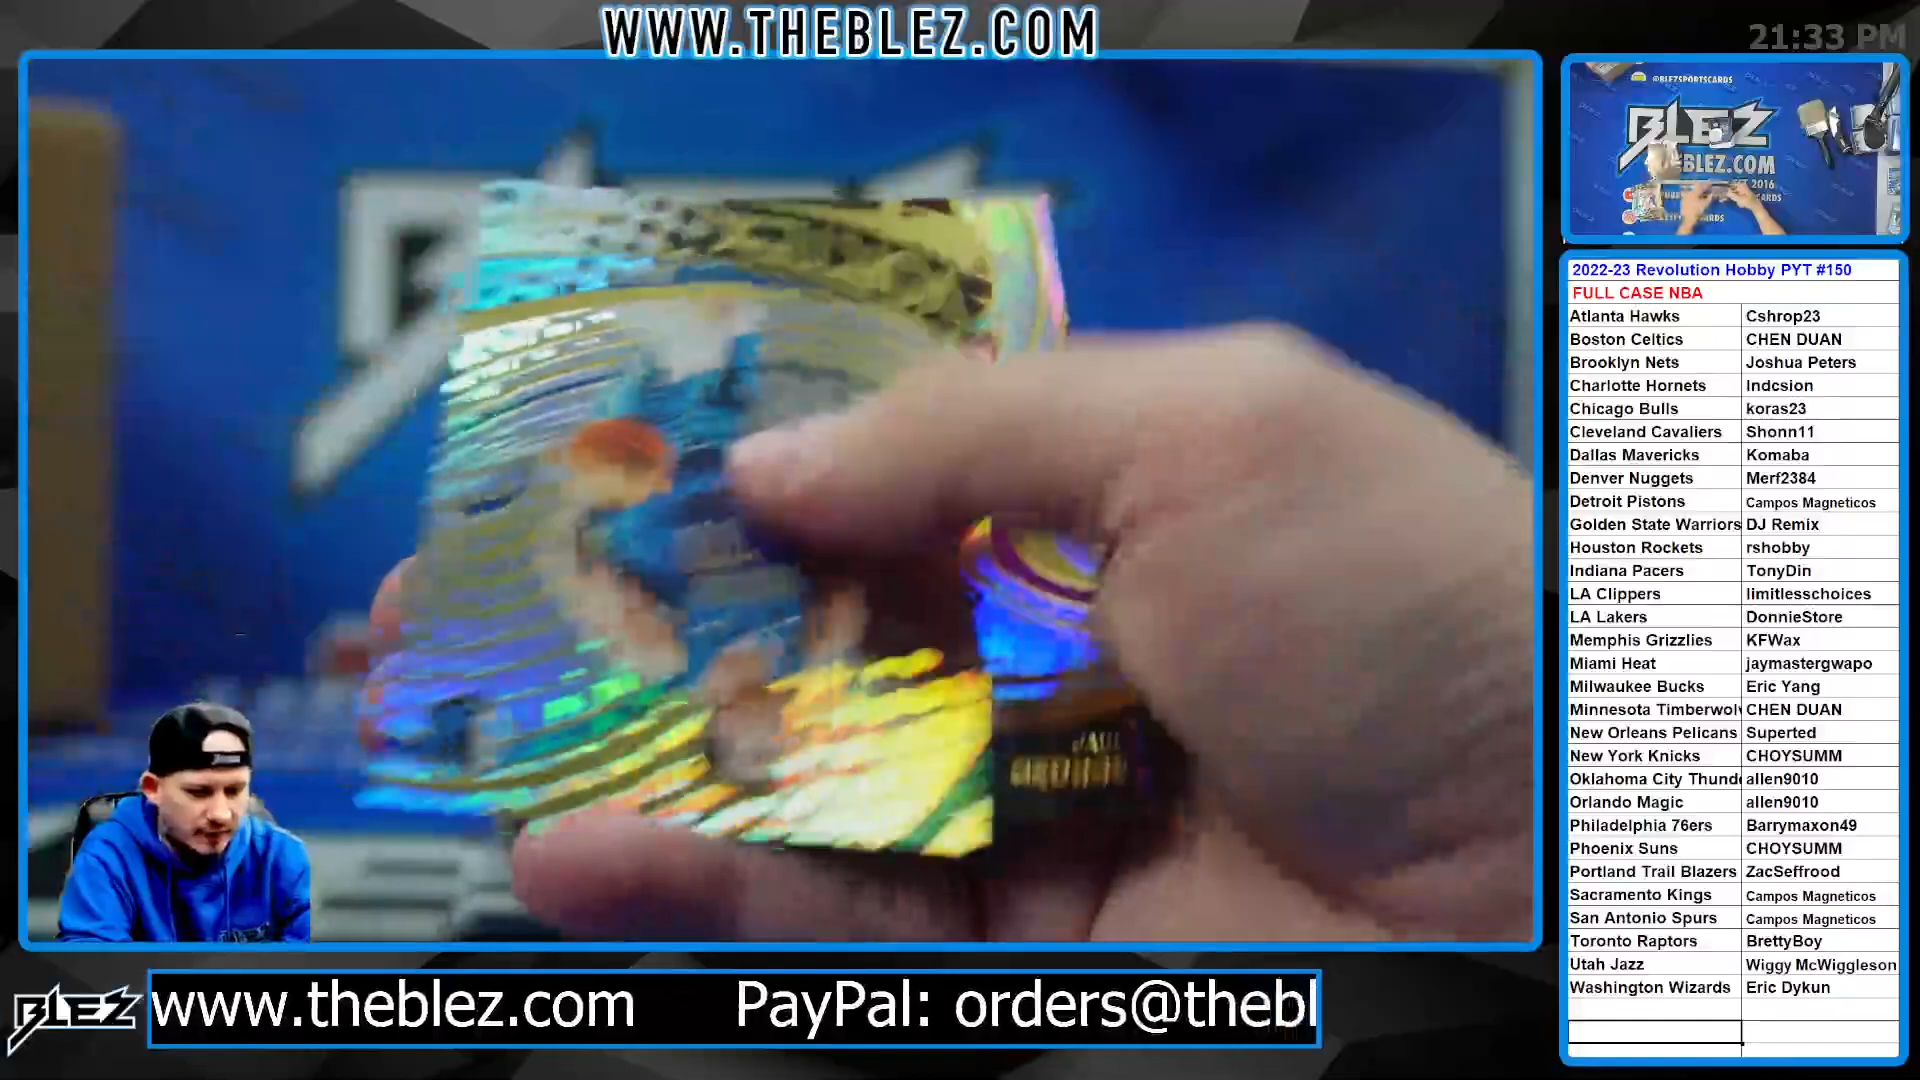 WWW.THEBLEZ.COM
21:33 PM
@BLEZSPORTSCARDS
BLEZ
2022-23 Revolution Hobby PYT #150
FULL CASE NBA
Atlanta Hawks Cshrop23
Boston Celtics CHEN DUAN
Brooklyn Nets Joshua Peters
Charlotte Hornets Indcsion
Chicago Bulls koras23
Cleveland Cavaliers Shonn11
Dallas Mavericks Komaba
Denver Nuggets Merf2384
Detroit Pistons Campos Magneticos
Golden State Warriors DJ Remix
Houston Rockets rshobby
Indiana Pacers TonyDin
LA Clippers limitlesschoices
LA Lakers DonnieStore
Memphis Grizzlies KFWax
Miami Heat jaymastergwapo
Milwaukee Bucks Eric Yang
Minnesota Timberwolv CHEN DUAN
New Orleans Pelicans Superted
New York Knicks CHOYSUMM
Oklahoma City Thund allen9010
Orlando Magic allen9010
Philadelphia 76ers Barrymaxon49
Phoenix Suns CHOYSUMM
Portland Trail Blazers ZacSeffrood
Sacramento Kings Campos Magneticos
San Antonio Spurs Campos Magneticos
Toronto Raptors BrettyBoy
Utah Jazz Wiggy McWiggleson
Washington Wizards Eric Dykun
BLEZ
www.theblez.com PayPal: orders@thebl